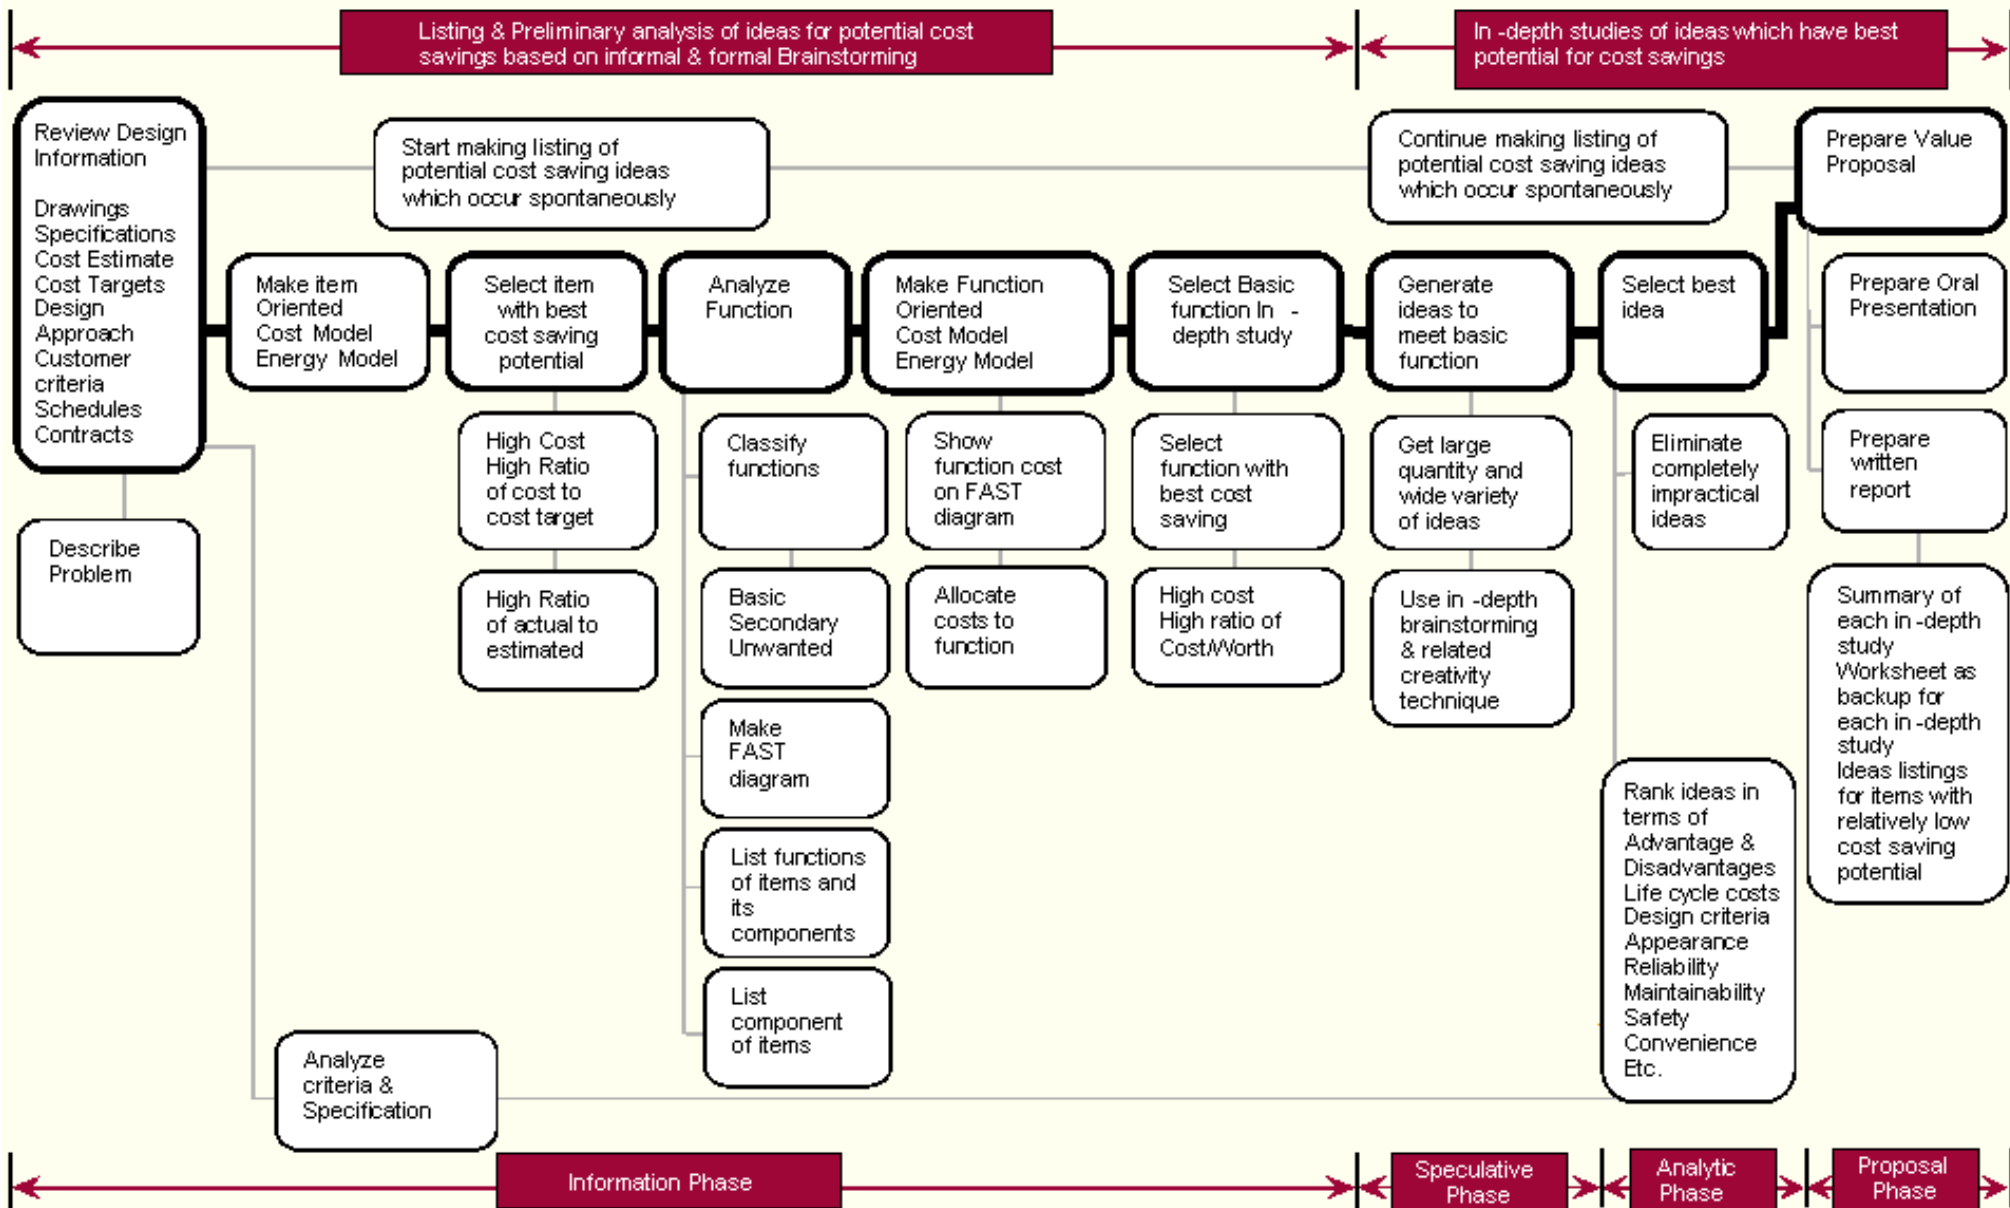 Listing & Preliminary analysis of ideas for potential cost
savings based on informal & formal Brainstorming
In -depth studies of ideas which have best
potential for cost savings
Review Design
Information
Drawings
Specifications
Cost Estimate
Cost Targets
Design
Approach
Customer
criteria
Schedules
Contracts
Start making listing of
potential cost saving ideas
which occur spontaneously
Continue making listing of
potential cost saving ideas
which occur spontaneously
Prepare Value
Proposal
Make item
Oriented
Cost Model
Energy Model
Select item
with best
cost saving
potential
Analyze
Function
Make Function
Oriented
Cost Model
Energy Model
Select Basic
function In -
depth study
Generate
ideas to
meet basic
function
Select best
idea
Prepare Oral
Presentation
Describe
Problem
High Cost
High Ratio
of cost to
cost target
High Ratio
of actual to
estimated
Classify
functions
Basic
Secondary
Unwanted
Make
FAST
diagram
List functions
of items and
its
components
List
component
of items
Show
function cost
on FAST
diagram
Allocate
costs to
function
Select
function with
best cost
saving
High cost
High ratio of
Cost/Worth
Get large
quantity and
wide variety
of ideas
Use in -depth
brainstorming
& related
creativity
technique
Eliminate
completely
impractical
ideas
Rank ideas in
terms of
Advantage &
Disadvantages
Life cycle costs
Design criteria
Appearance
Reliability
Maintainability
Safety
Convenience
Etc.
Prepare
written
report
Summary of
each in -depth
study
Worksheet as
backup for
each in -depth
study
Ideas listings
for items with
relatively low
cost saving
potential
Analyze
criteria &
Specification
Information Phase
Speculative
Phase
Analytic
Phase
Proposal
Phase